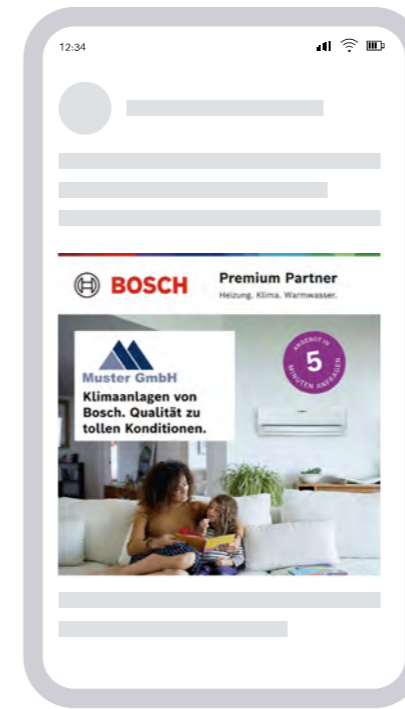 12:34
BOSCH
Premium Partner
Heizung. Klima. Warmwasser.
Muster GmbH
Klimaanlagen von
Bosch. Qualität zu
tollen Konditionen.
ANGEBOT IN
5
MINUTEN ANFRAGEN